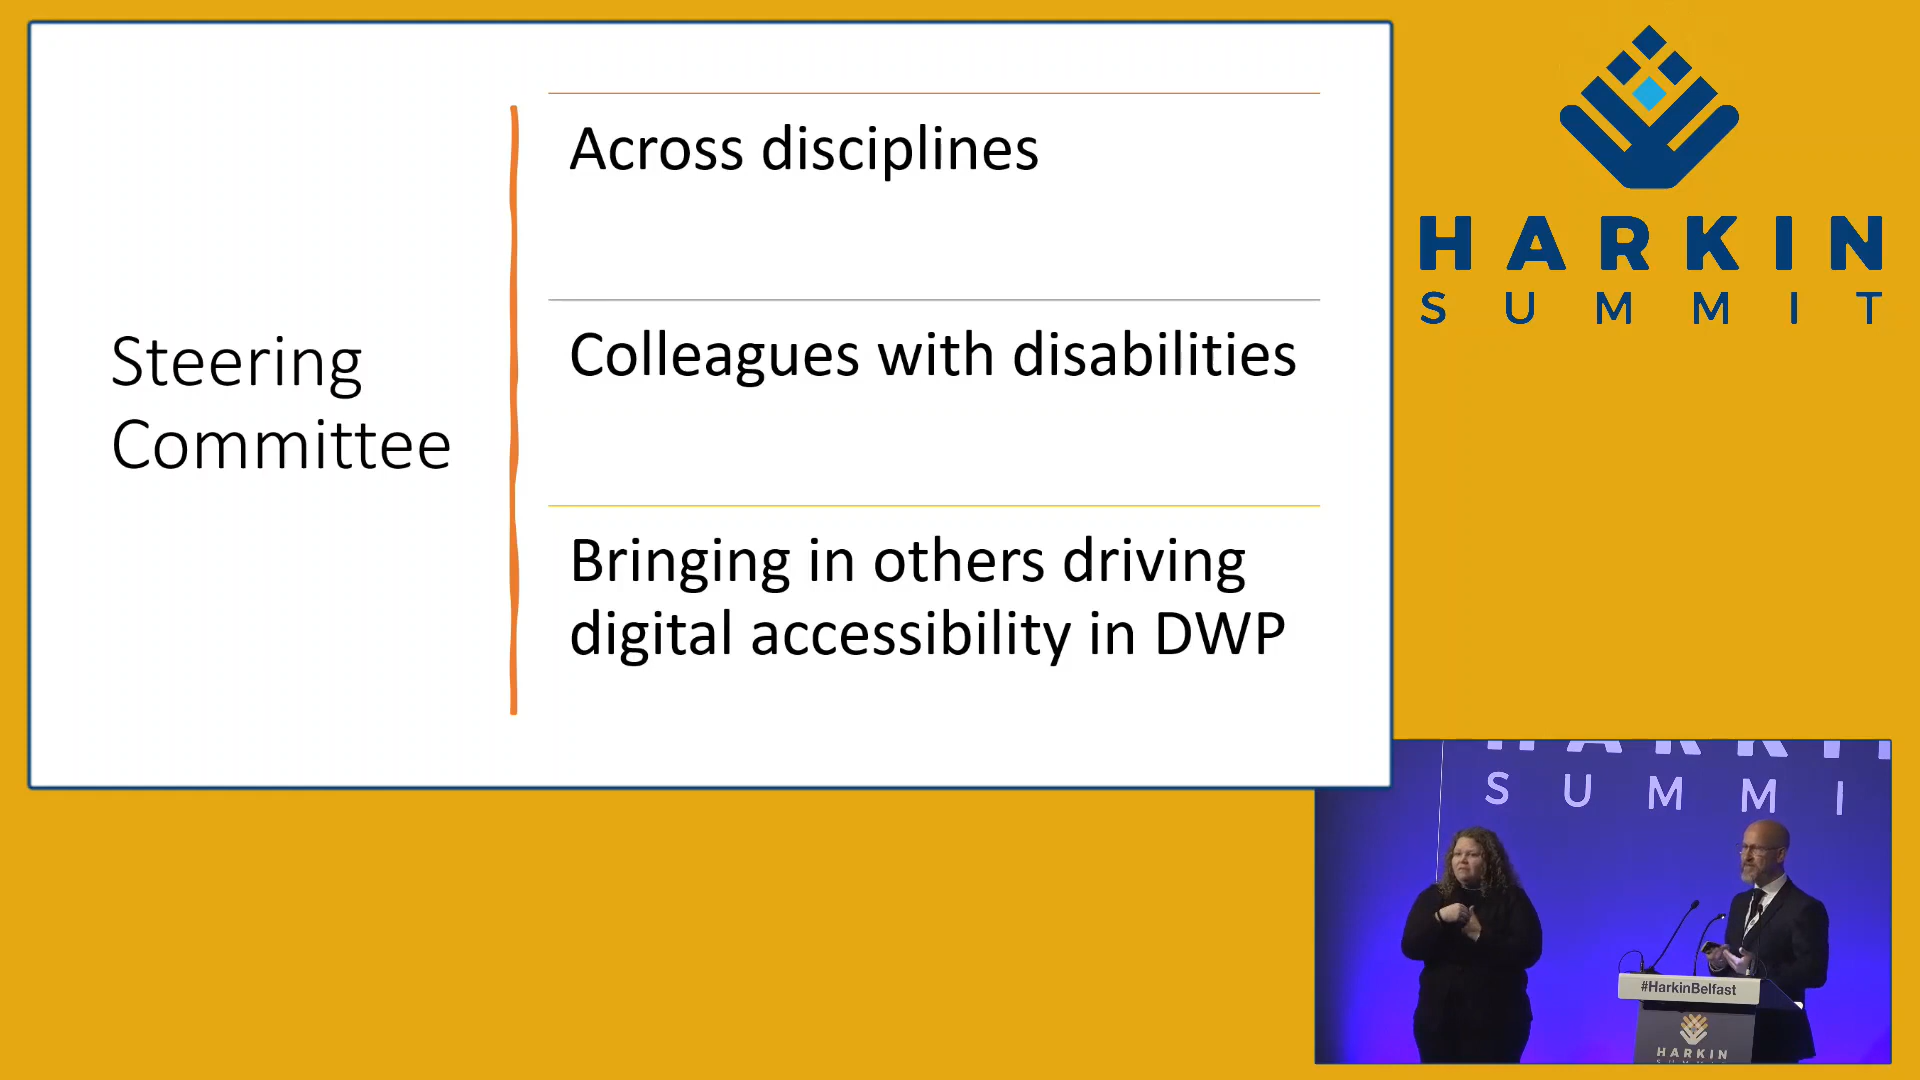 Steering
Committee
Across disciplines
Colleagues with disabilities
Bringing in others driving
digital accessibility in DWP
HARKIN
SUMMIT
HARKI
SUMMI
#HarkinBelfast
HARKIN